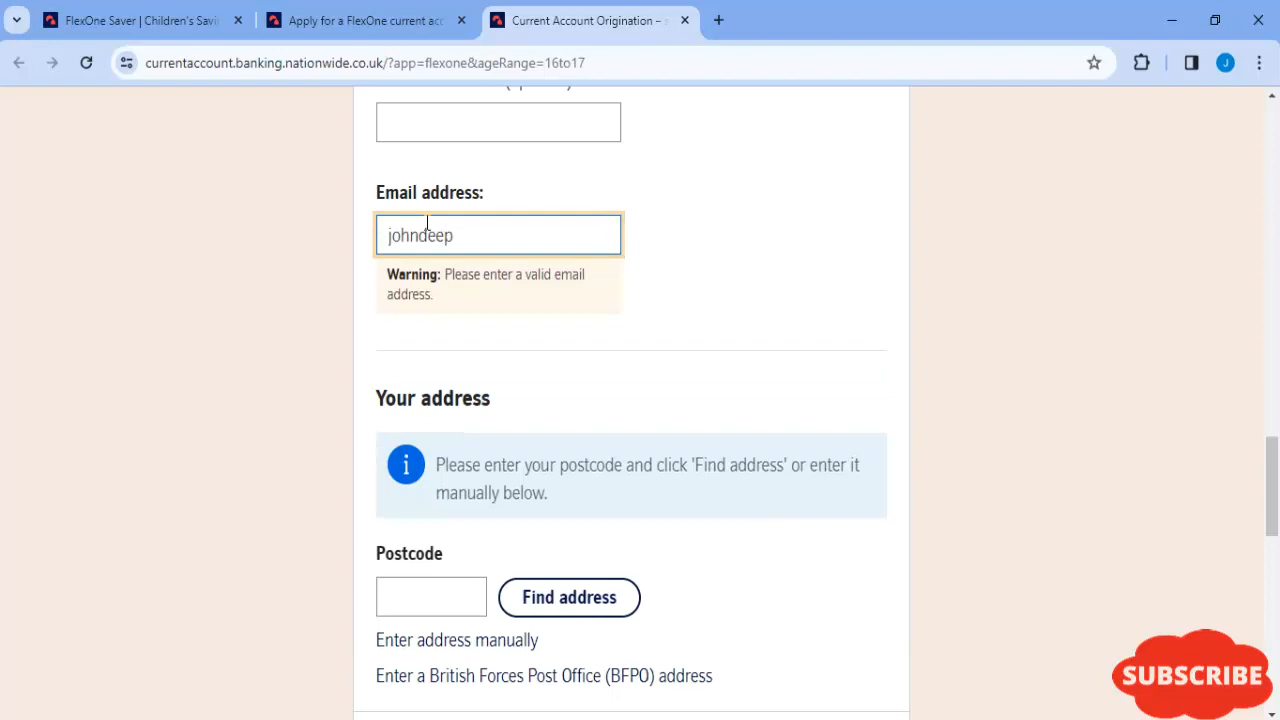 FlexOne Saver | Children's Savi
Apply for a FlexOne current acc
Current Account Origination –
currentaccount.banking.nationwide.co.uk/?app=flexone&ageRange=16to17
J
Email address:
johndeep
Warning: Please enter a valid email
address.
Your address
i
Please enter your postcode and click 'Find address' or enter it
manually below.
Postcode
Find address
Enter address manually
Enter a British Forces Post Office (BFPO) address
SUBSCRIBE